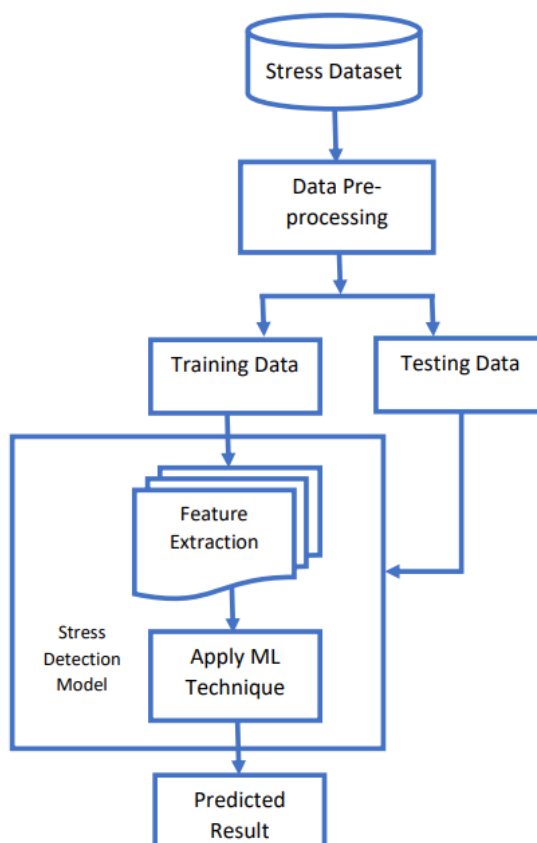 Stress Dataset
Data Pre-
processing
Training Data
Testing Data
Feature
Extraction
Stress
Detection
Model
Apply ML
Technique
Predicted
Result